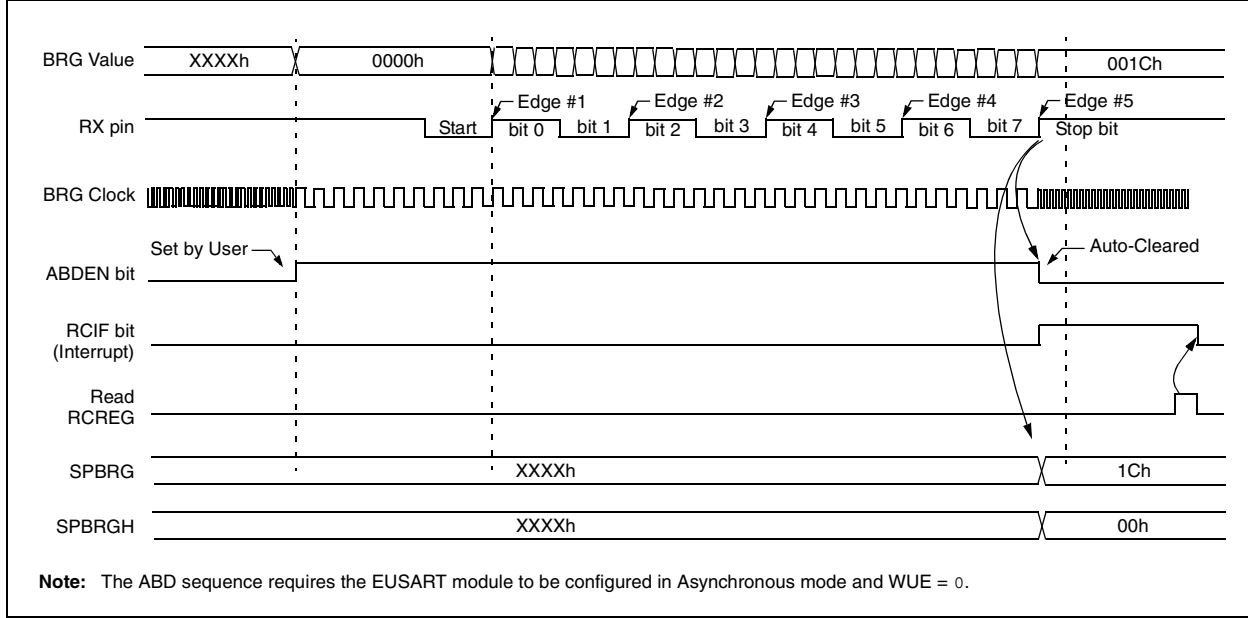 BRG Value XXXXh 0000h 001Ch
Edge #1 Edge #2 Edge #3 Edge #4 Edge #5
RX pin Start bit 0 bit 1 bit 2 bit 3 bit 4 bit 5 bit 6 bit 7 Stop bit
BRG Clock
Set by User Auto-Cleared
ABDEN bit
RCIF bit
(Interrupt)
Read
RCREG
SPBRG XXXXh 1Ch
SPBRGH XXXXh 00h
Note: The ABD sequence requires the EUSART module to be configured in Asynchronous mode and WUE = 0.